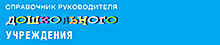 СПРАВОЧНИК РУКОВОДИТЕЛЯ
ДОШКОЛЬНОГО
УЧРЕЖДЕНИЯ